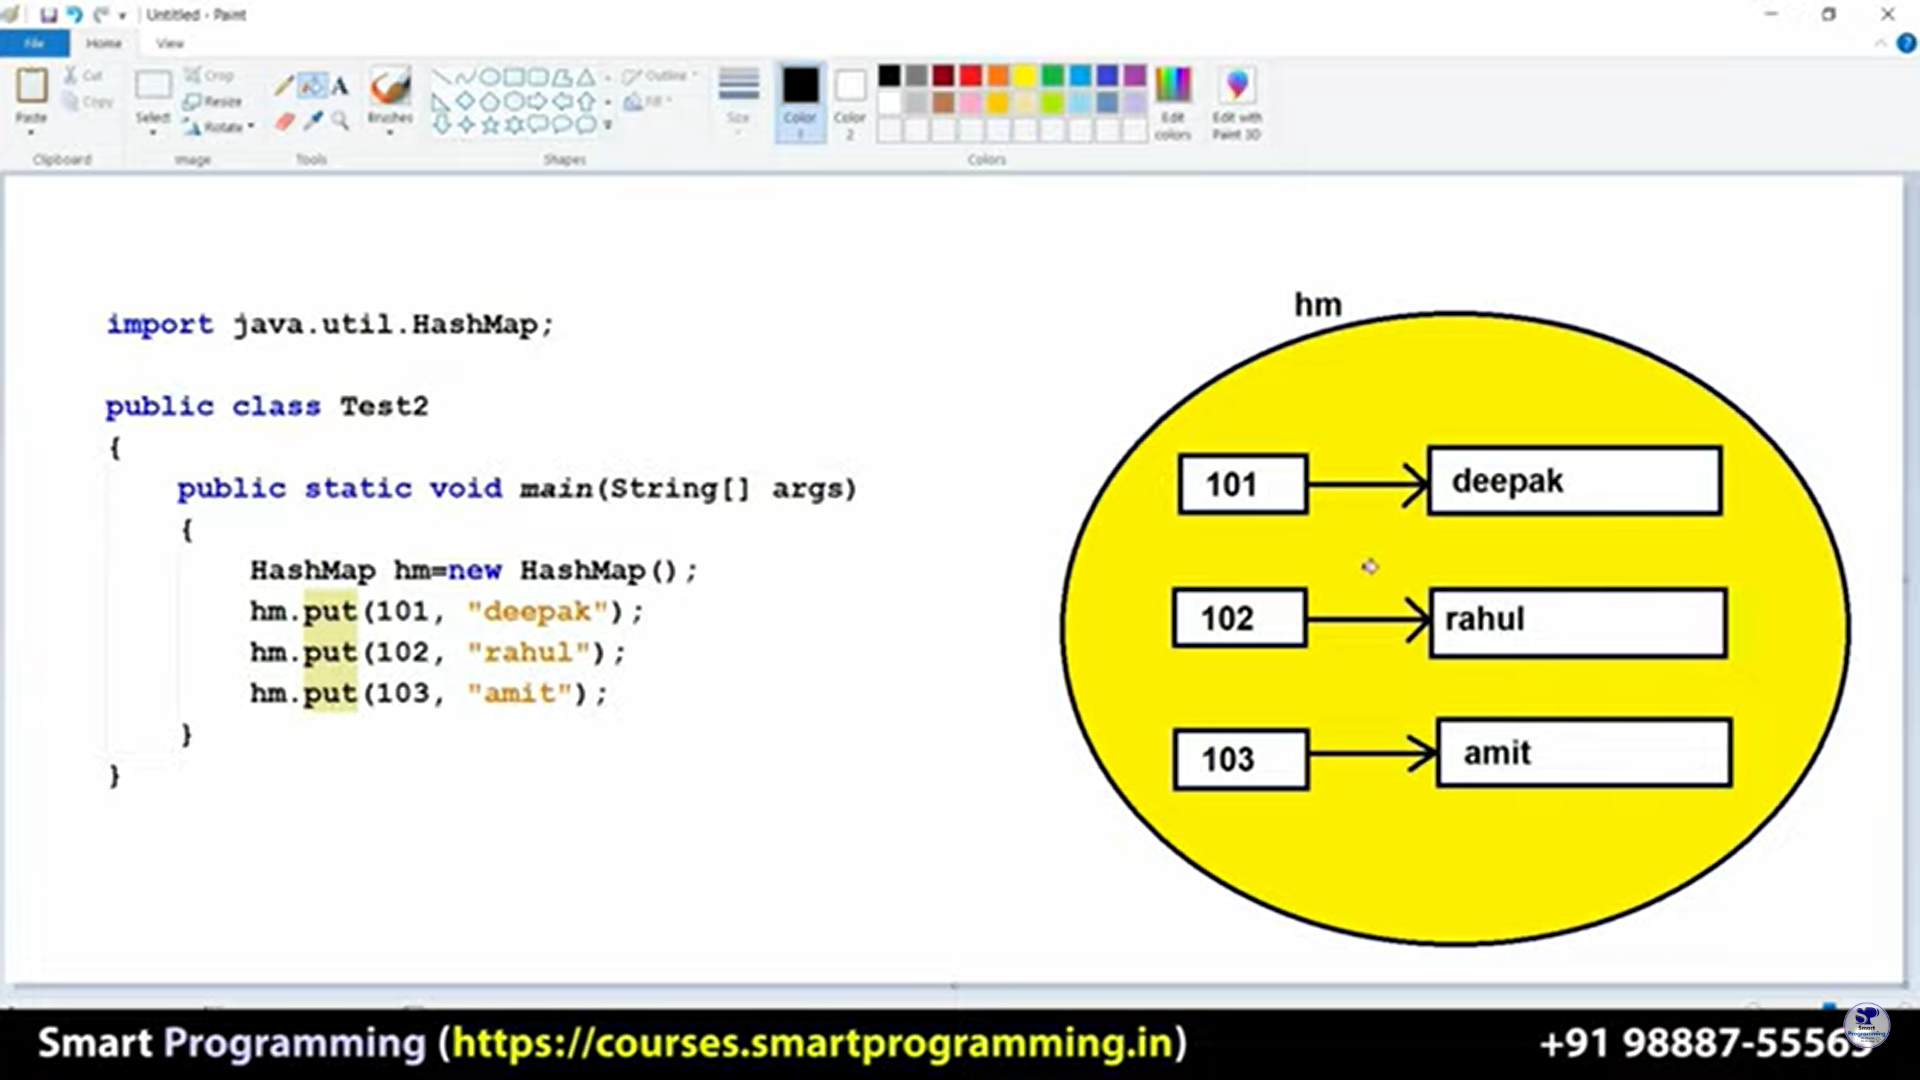 Untitled - Paint
File Home View
Cut
Copy
Paste
Clipboard
Select
Crop
Resize
Rotate
Image
Tools
Brushes
Shapes
Outline
Fill
Size
Color 1
Color 2
Colors
Edit colors
Edit with Paint 3D
import java.util.HashMap;
public class Test2
{
public static void main(String[] args)
{
HashMap hm=new HashMap();
hm.put(101, "deepak");
hm.put(102, "rahul");
hm.put(103, "amit");
}
}
hm
101 deepak
102 rahul
103 amit
Smart Programming (https://courses.smartprogramming.in)
+91 98887-5556
SP
Smart
Programming